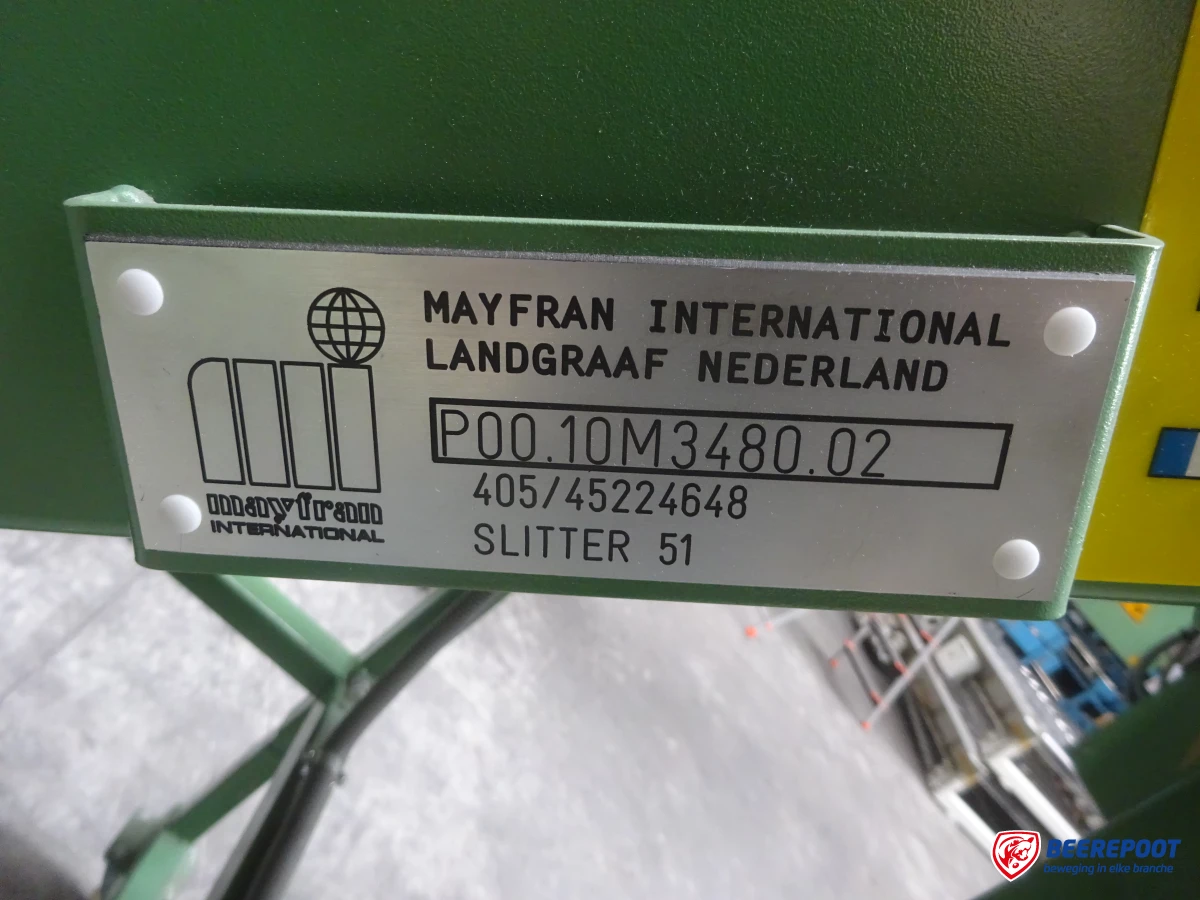 MAYFRAN INTERNATIONAL
LANDGRAAF NEDERLAND
P00.10M3480.02
405/45224648
SLITTER 51
mayfran
INTERNATIONAL
BEEREPOOT
beweging in elke branche